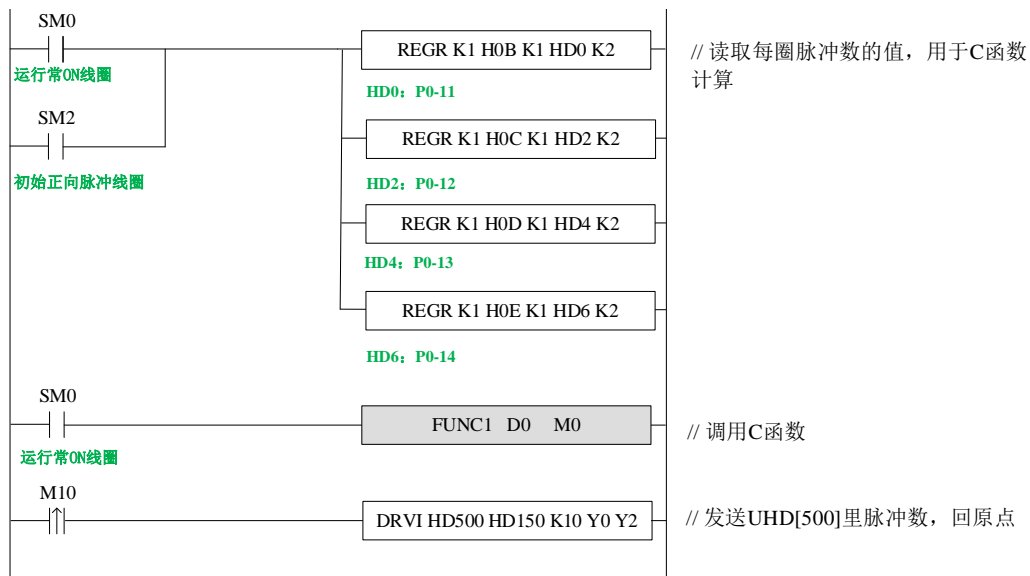 SM0
REGR K1 H0B K1 HD0 K2
// 读取每圈脉冲数的值，用于C函数
计算
运行常ON线圈
HD0：P0-11
SM2
REGR K1 H0C K1 HD2 K2
初始正向脉冲线圈
HD2：P0-12
REGR K1 H0D K1 HD4 K2
HD4：P0-13
REGR K1 H0E K1 HD6 K2
HD6：P0-14
SM0
FUNC1 D0 M0
// 调用C函数
运行常ON线圈
M10
DRVI HD500 HD150 K10 Y0 Y2
// 发送UHD[500]里脉冲数，回原点